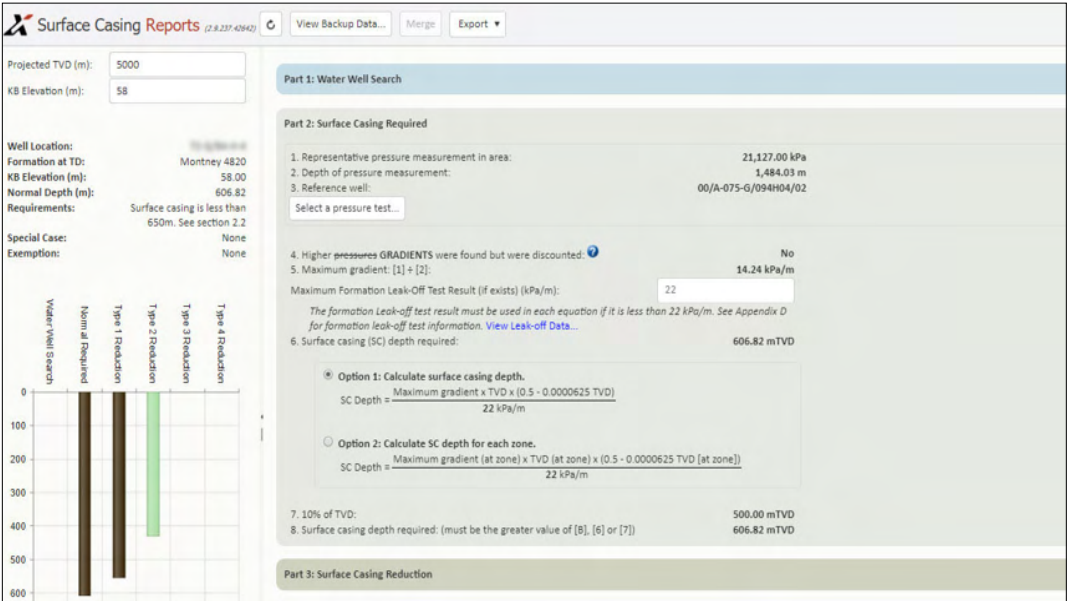 Surface Casing Reports (2.9.237.42642)
View Backup Data...
Merge
Export ▼
Projected TVD (m): 5000
KB Elevation (m): 58
Well Location:
Formation at TD: Montney 4820
KB Elevation (m): 58.00
Normal Depth (m): 606.82
Requirements: Surface casing is less than
650m. See section 2.2
Special Case: None
Exemption: None
Water Well Search
Normal Required
Type 1 Reduction
Type 2 Reduction
Type 3 Reduction
Type 4 Reduction
0
100
200
300
400
500
600
Part 1: Water Well Search
Part 2: Surface Casing Required
1. Representative pressure measurement in area: 21,127.00 kPa
2. Depth of pressure measurement: 1,484.03 m
3. Reference well: 00/A-075-G/094H04/02
Select a pressure test...
4. Higher pressures GRADIENTS were found but were discounted: ? No
5. Maximum gradient: [1] ÷ [2]: 14.24 kPa/m
Maximum Formation Leak-Off Test Result (if exists) (kPa/m): 22
The formation Leak-off test result must be used in each equation if it is less than 22 kPa/m. See Appendix D
for formation leak-off test information. View Leak-off Data...
6. Surface casing (SC) depth required: 606.82 mTVD
Option 1: Calculate surface casing depth.
SC Depth = Maximum gradient x TVD x (0.5 - 0.0000625 TVD)
22 kPa/m
Option 2: Calculate SC depth for each zone.
SC Depth = Maximum gradient (at zone) x TVD (at zone) x (0.5 - 0.0000625 TVD [at zone])
22 kPa/m
7. 10% of TVD: 500.00 mTVD
8. Surface casing depth required: (must be the greater value of [B], [6] or [7]) 606.82 mTVD
Part 3: Surface Casing Reduction